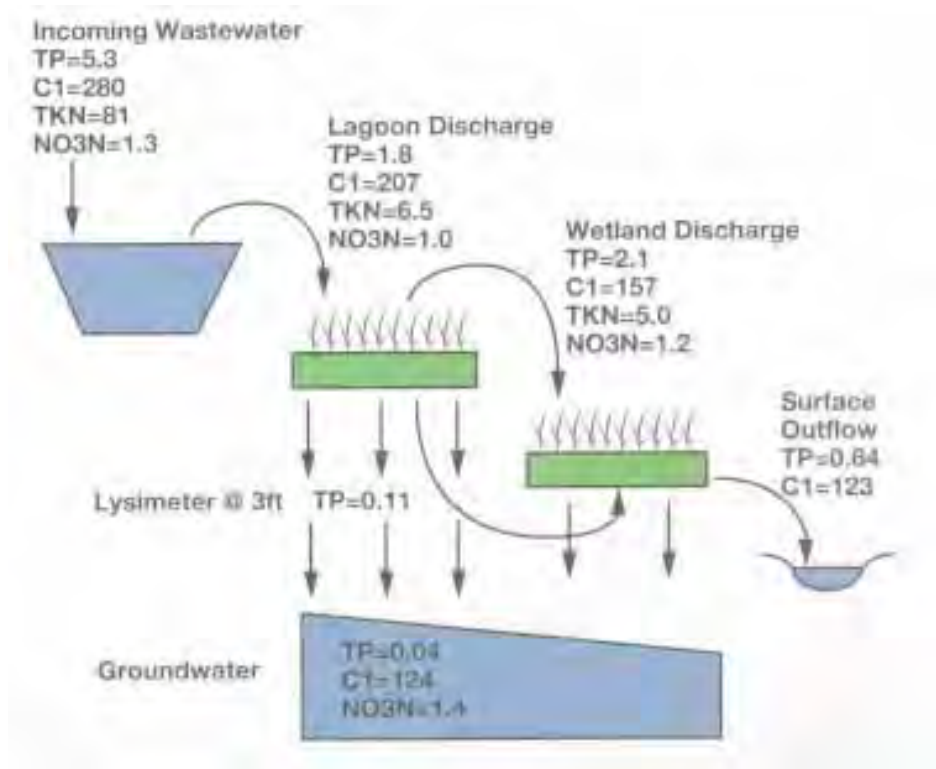 Incoming Wastewater
TP=5.3
C1=280
TKN=81
NO3N=1.3
Lagoon Discharge
TP=1.8
C1=207
TKN=6.5
NO3N=1.0
Wetland Discharge
TP=2.1
C1=157
TKN=5.0
NO3N=1.2
Surface
Outflow
TP=0.64
C1=123
Lysimeter @ 3ft TP=0.11
Groundwater
TP=0.04
C1=124
NO3N=1.4